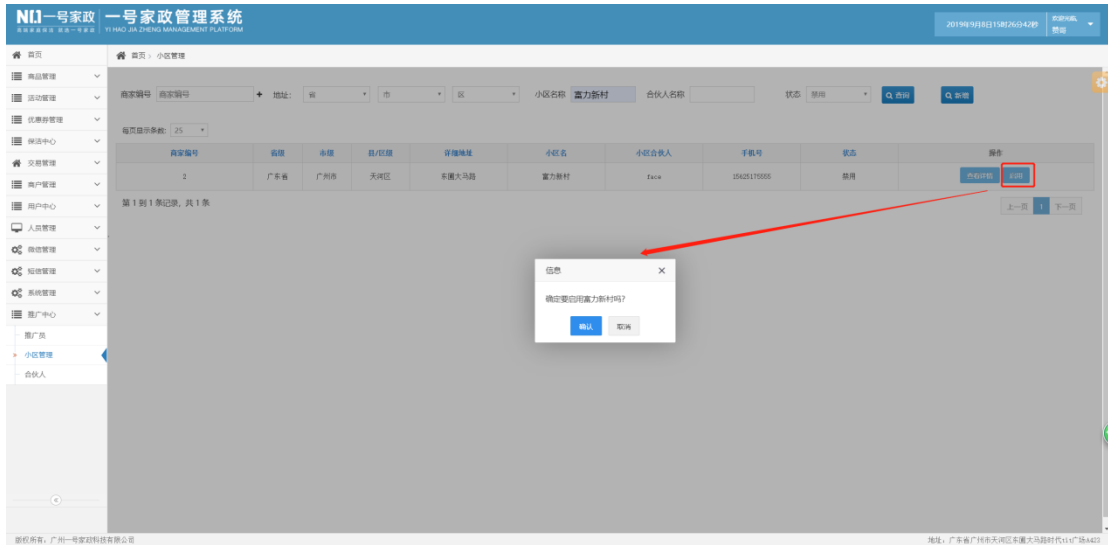 NO.1一号家政 一号家政管理系统
YI HAO JIA ZHENG MANAGEMENT PLATFORM
2019年9月8日15时26分42秒 欢迎光临,
首页
首页 > 小区管理
商品管理
活动管理
优惠券管理
保洁中心
交易管理
商户管理
用户中心
人员管理
微信管理
短信管理
系统管理
推广中心
推广员
小区管理
合伙人
商家编号 商家编号 + 地址: 省 市 区 小区名称 富力新村 合伙人名称 状态 禁用 查询 新增
每页显示条数: 25
商家编号 省级 市级 县/区级 详细地址 小区名 小区合伙人 手机号 状态 操作
2 广东省 广州市 天河区 东圃大马路 富力新村 face 15625175555 禁用 查看详情 启用
第 1 到 1 条记录, 共 1 条
上一页 1 下一页
信息
确定要启用富力新村吗?
确认 取消
版权所有: 广州一号家政科技有限公司
地址: 广东省广州市天河区东圃大马路时代tit广场